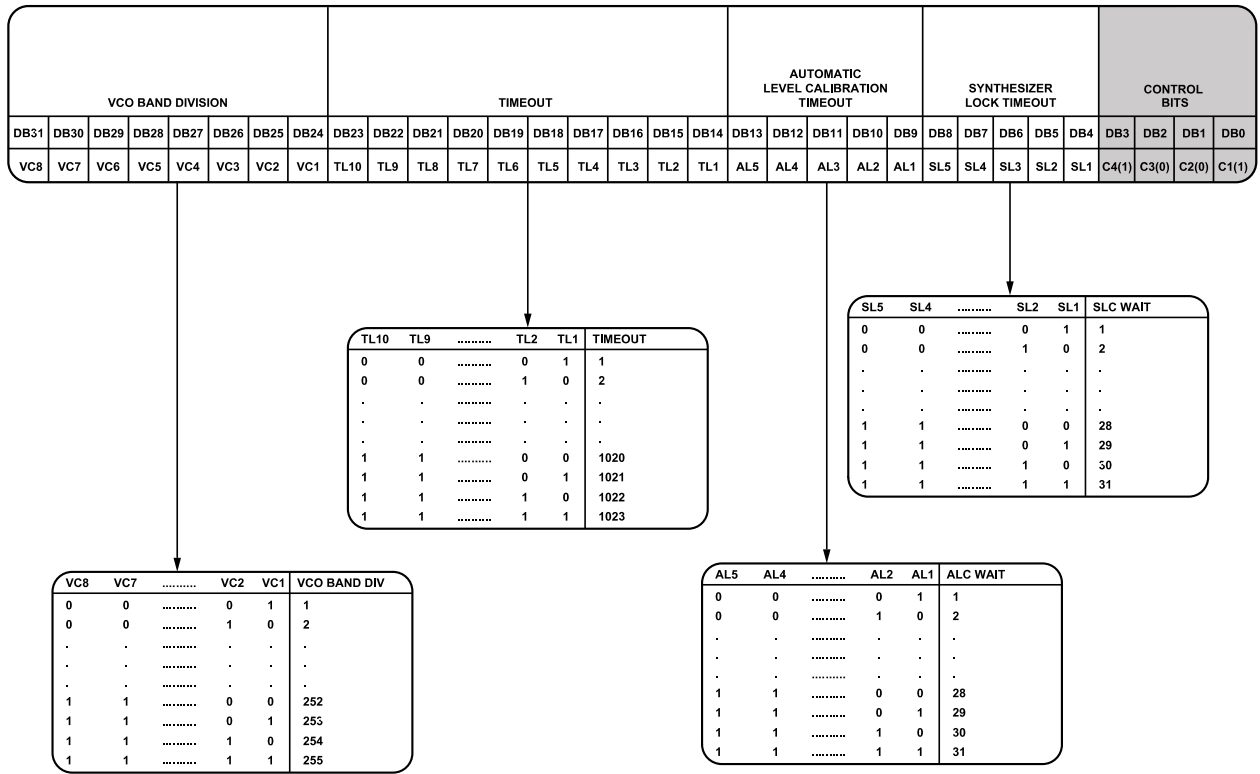 VCO BAND DIVISION
TIMEOUT
AUTOMATIC
LEVEL CALIBRATION
TIMEOUT
SYNTHESIZER
LOCK TIMEOUT
CONTROL
BITS
DB31 DB30 DB29 DB28 DB27 DB26 DB25 DB24 DB23 DB22 DB21 DB20 DB19 DB18 DB17 DB16 DB15 DB14 DB13 DB12 DB11 DB10 DB9 DB8 DB7 DB6 DB5 DB4 DB3 DB2 DB1 DB0
VC8 VC7 VC6 VC5 VC4 VC3 VC2 VC1 TL10 TL9 TL8 TL7 TL6 TL5 TL4 TL3 TL2 TL1 AL5 AL4 AL3 AL2 AL1 SL5 SL4 SL3 SL2 SL1 C4(1) C3(0) C2(0) C1(1)
SL5 SL4 .......... SL2 SL1 SLC WAIT
0 0 .......... 0 1 1
0 0 .......... 1 0 2
. . .......... . . .
. . .......... . . .
. . .......... . . .
1 1 .......... 0 0 28
1 1 .......... 0 1 29
1 1 .......... 1 0 30
1 1 .......... 1 1 31
TL10 TL9 .......... TL2 TL1 TIMEOUT
0 0 .......... 0 1 1
0 0 .......... 1 0 2
. . .......... . . .
. . .......... . . .
. . .......... . . .
1 1 .......... 0 0 1020
1 1 .......... 0 1 1021
1 1 .......... 1 0 1022
1 1 .......... 1 1 1023
VC8 VC7 .......... VC2 VC1 VCO BAND DIV
0 0 .......... 0 1 1
0 0 .......... 1 0 2
. . .......... . . .
. . .......... . . .
. . .......... . . .
1 1 .......... 0 0 252
1 1 .......... 0 1 253
1 1 .......... 1 0 254
1 1 .......... 1 1 255
AL5 AL4 .......... AL2 AL1 ALC WAIT
0 0 .......... 0 1 1
0 0 .......... 1 0 2
. . .......... . . .
. . .......... . . .
. . .......... . . .
1 1 .......... 0 0 28
1 1 .......... 0 1 29
1 1 .......... 1 0 30
1 1 .......... 1 1 31